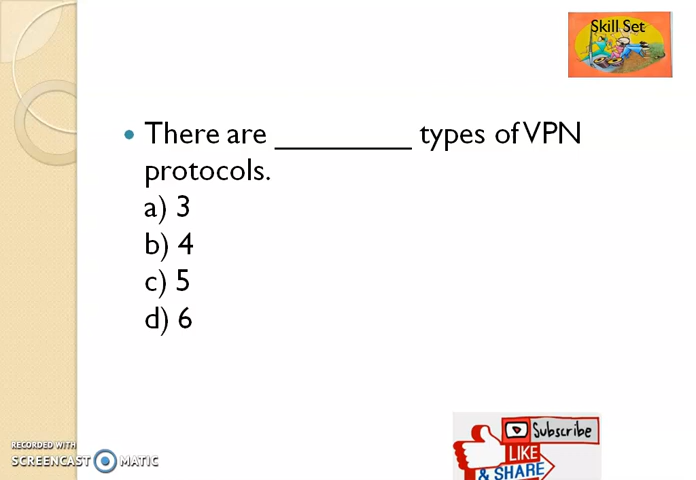 Skill Set
• There are _________ types of VPN
protocols.
a) 3
b) 4
c) 5
d) 6
RECORDED WITH
SCREENCAST MATIC
Subscribe
LIKE
& SHARE